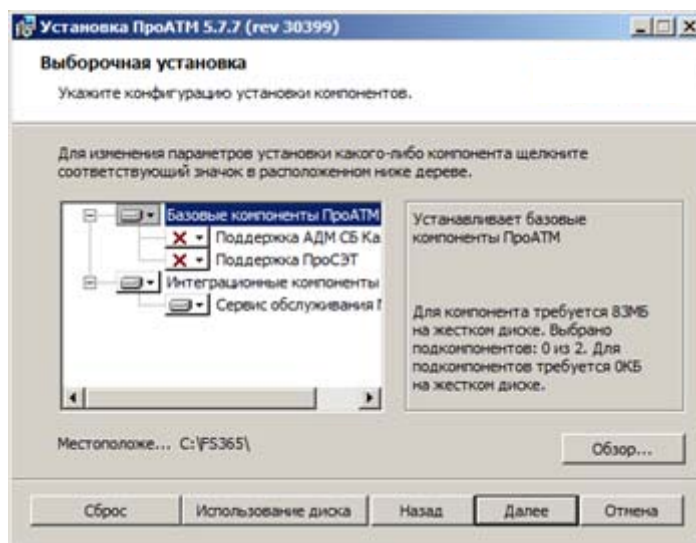 Установка ПроАТМ 5.7.7 (rev 30399)
Выборочная установка
Укажите конфигурацию установки компонентов.
Для изменения параметров установки какого-либо компонента щелкните
соответствующий значок в расположенном ниже дереве.
Базовые компоненты ПроАТМ
Поддержка АДМ СБ Ка
Поддержка ПроСЭТ
Интеграционные компоненты
Сервис обслуживания
Устанавливает базовые
компоненты ПроАТМ
Для компонента требуется 83МБ
на жестком диске. Выбрано
подкомпонентов: 0 из 2. Для
подкомпонентов требуется 0КБ
на жестком диске.
Местоположе... C:\FS365\
Обзор...
Сброс
Использование диска
Назад
Далее
Отмена